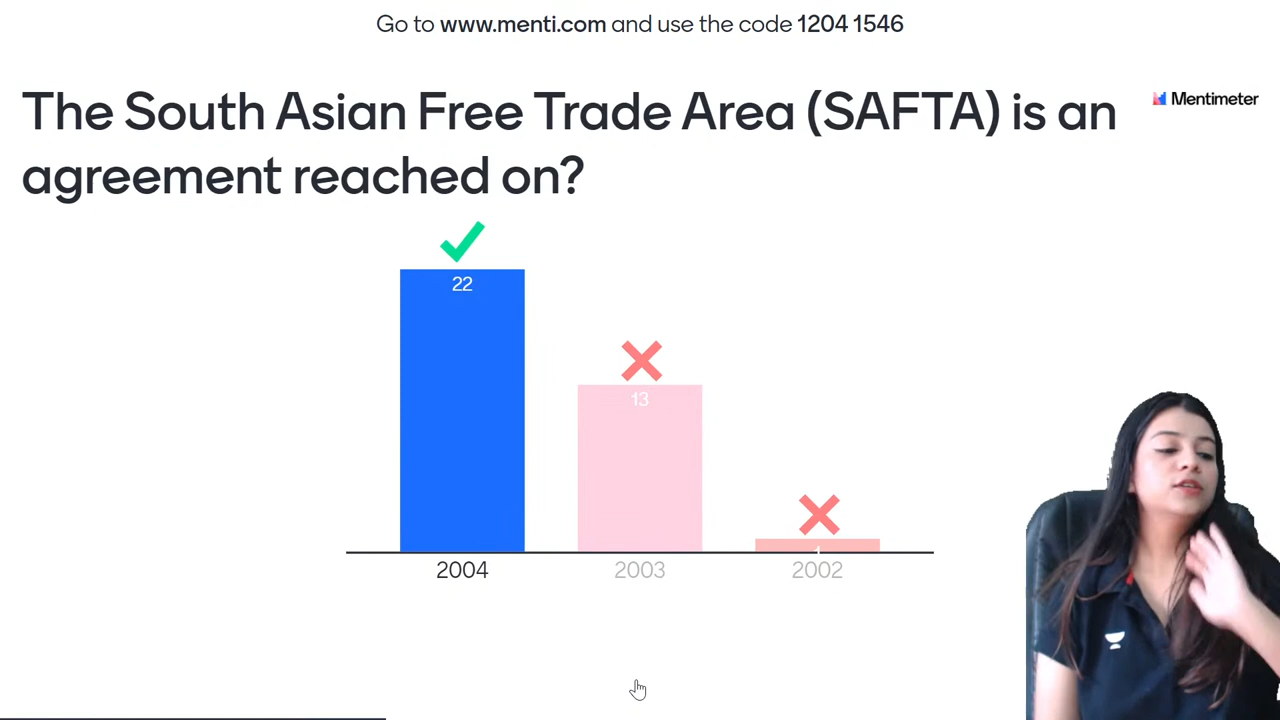 Go to www.menti.com and use the code 1204 1546
The South Asian Free Trade Area (SAFTA) is an
agreement reached on?
Mentimeter
22
13
1
2004
2003
2002